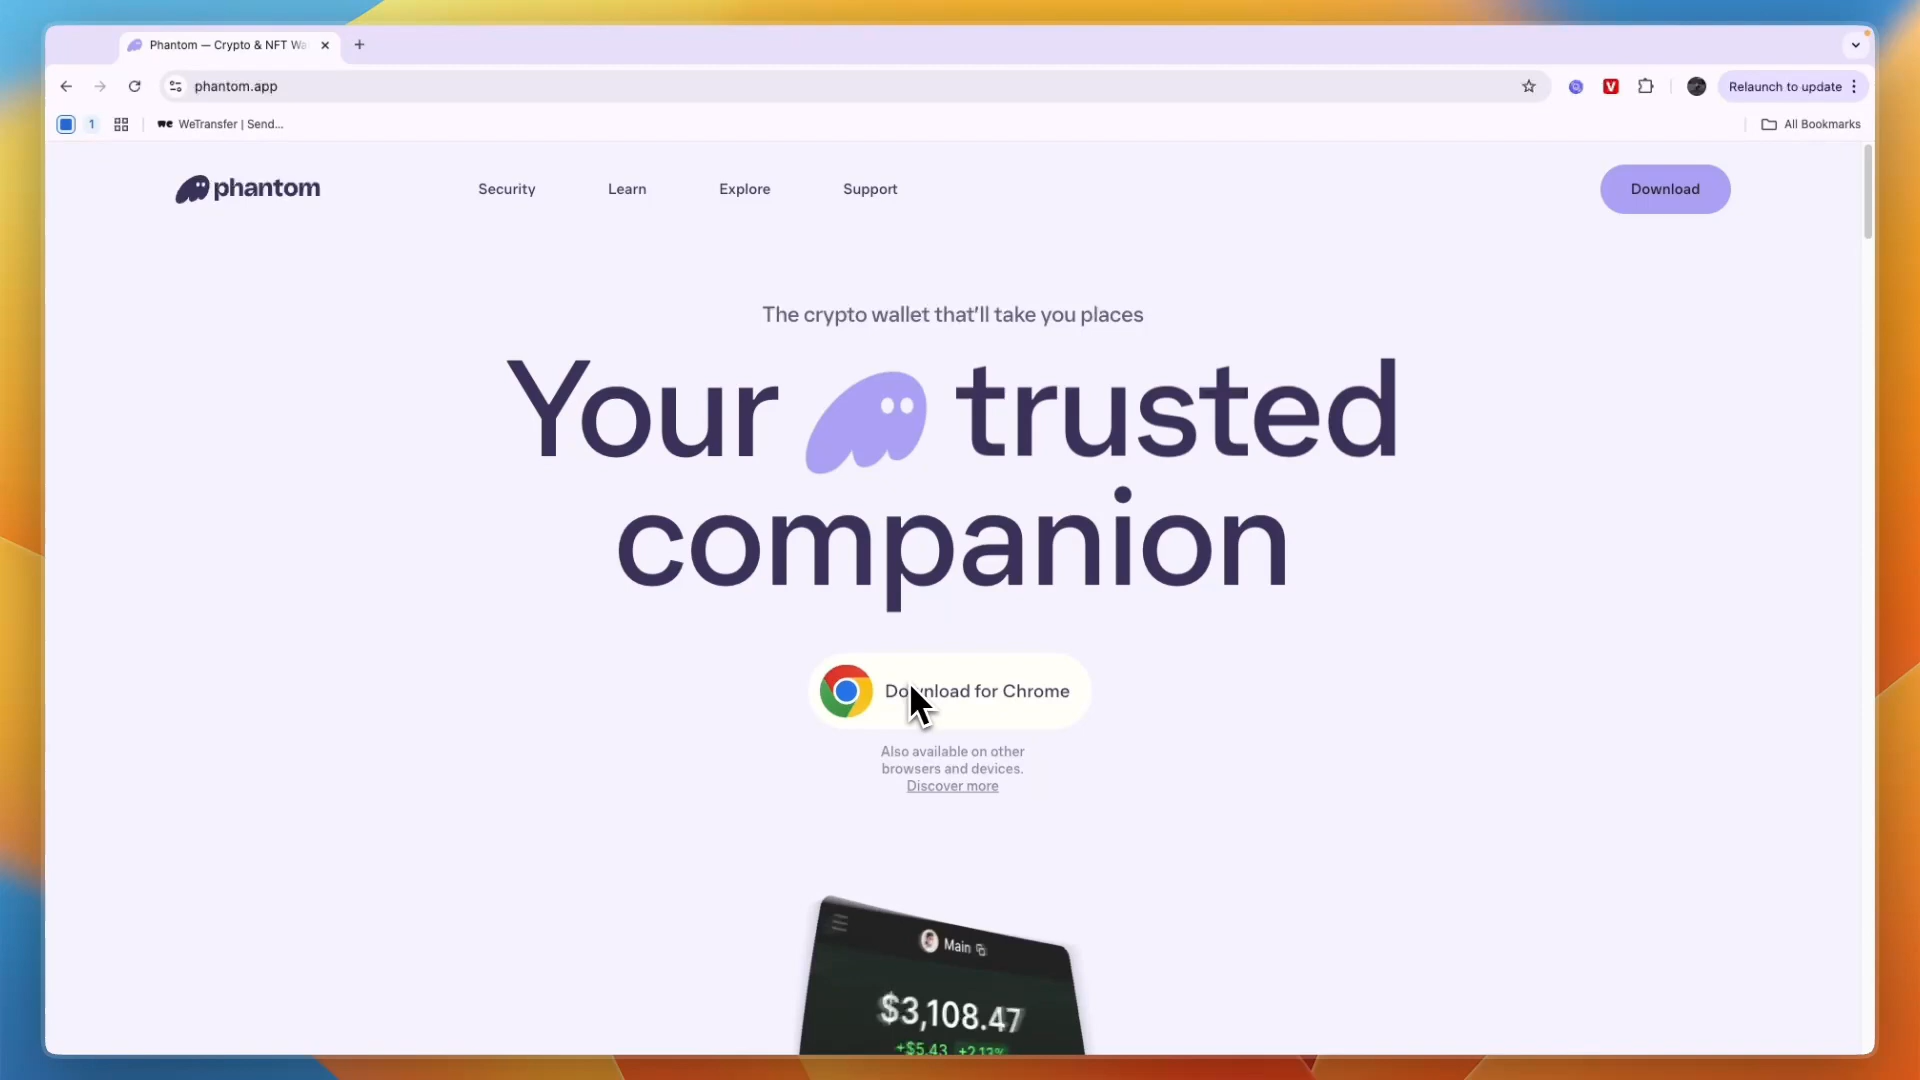 Phantom — Crypto & NFT Wa
phantom.app
Relaunch to update
1
WeTransfer | Send...
All Bookmarks
phantom
Security
Learn
Explore
Support
Download
The crypto wallet that'll take you places
Your trusted
companion
Download for Chrome
Also available on other
browsers and devices.
Discover more
Main
$3,108.47
+$5.43 +2.13%